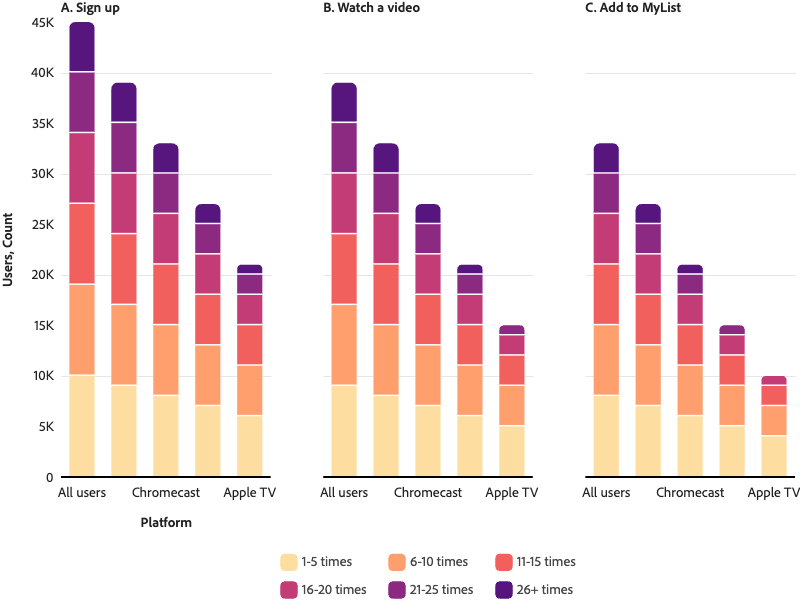 A. Sign up
B. Watch a video
C. Add to MyList
45K
40K
35K
30K
25K
20K
15K
10K
5K
0
Users, Count
All users Chromecast Apple TV
All users Chromecast Apple TV
All users Chromecast Apple TV
Platform
1-5 times 6-10 times 11-15 times
16-20 times 21-25 times 26+ times